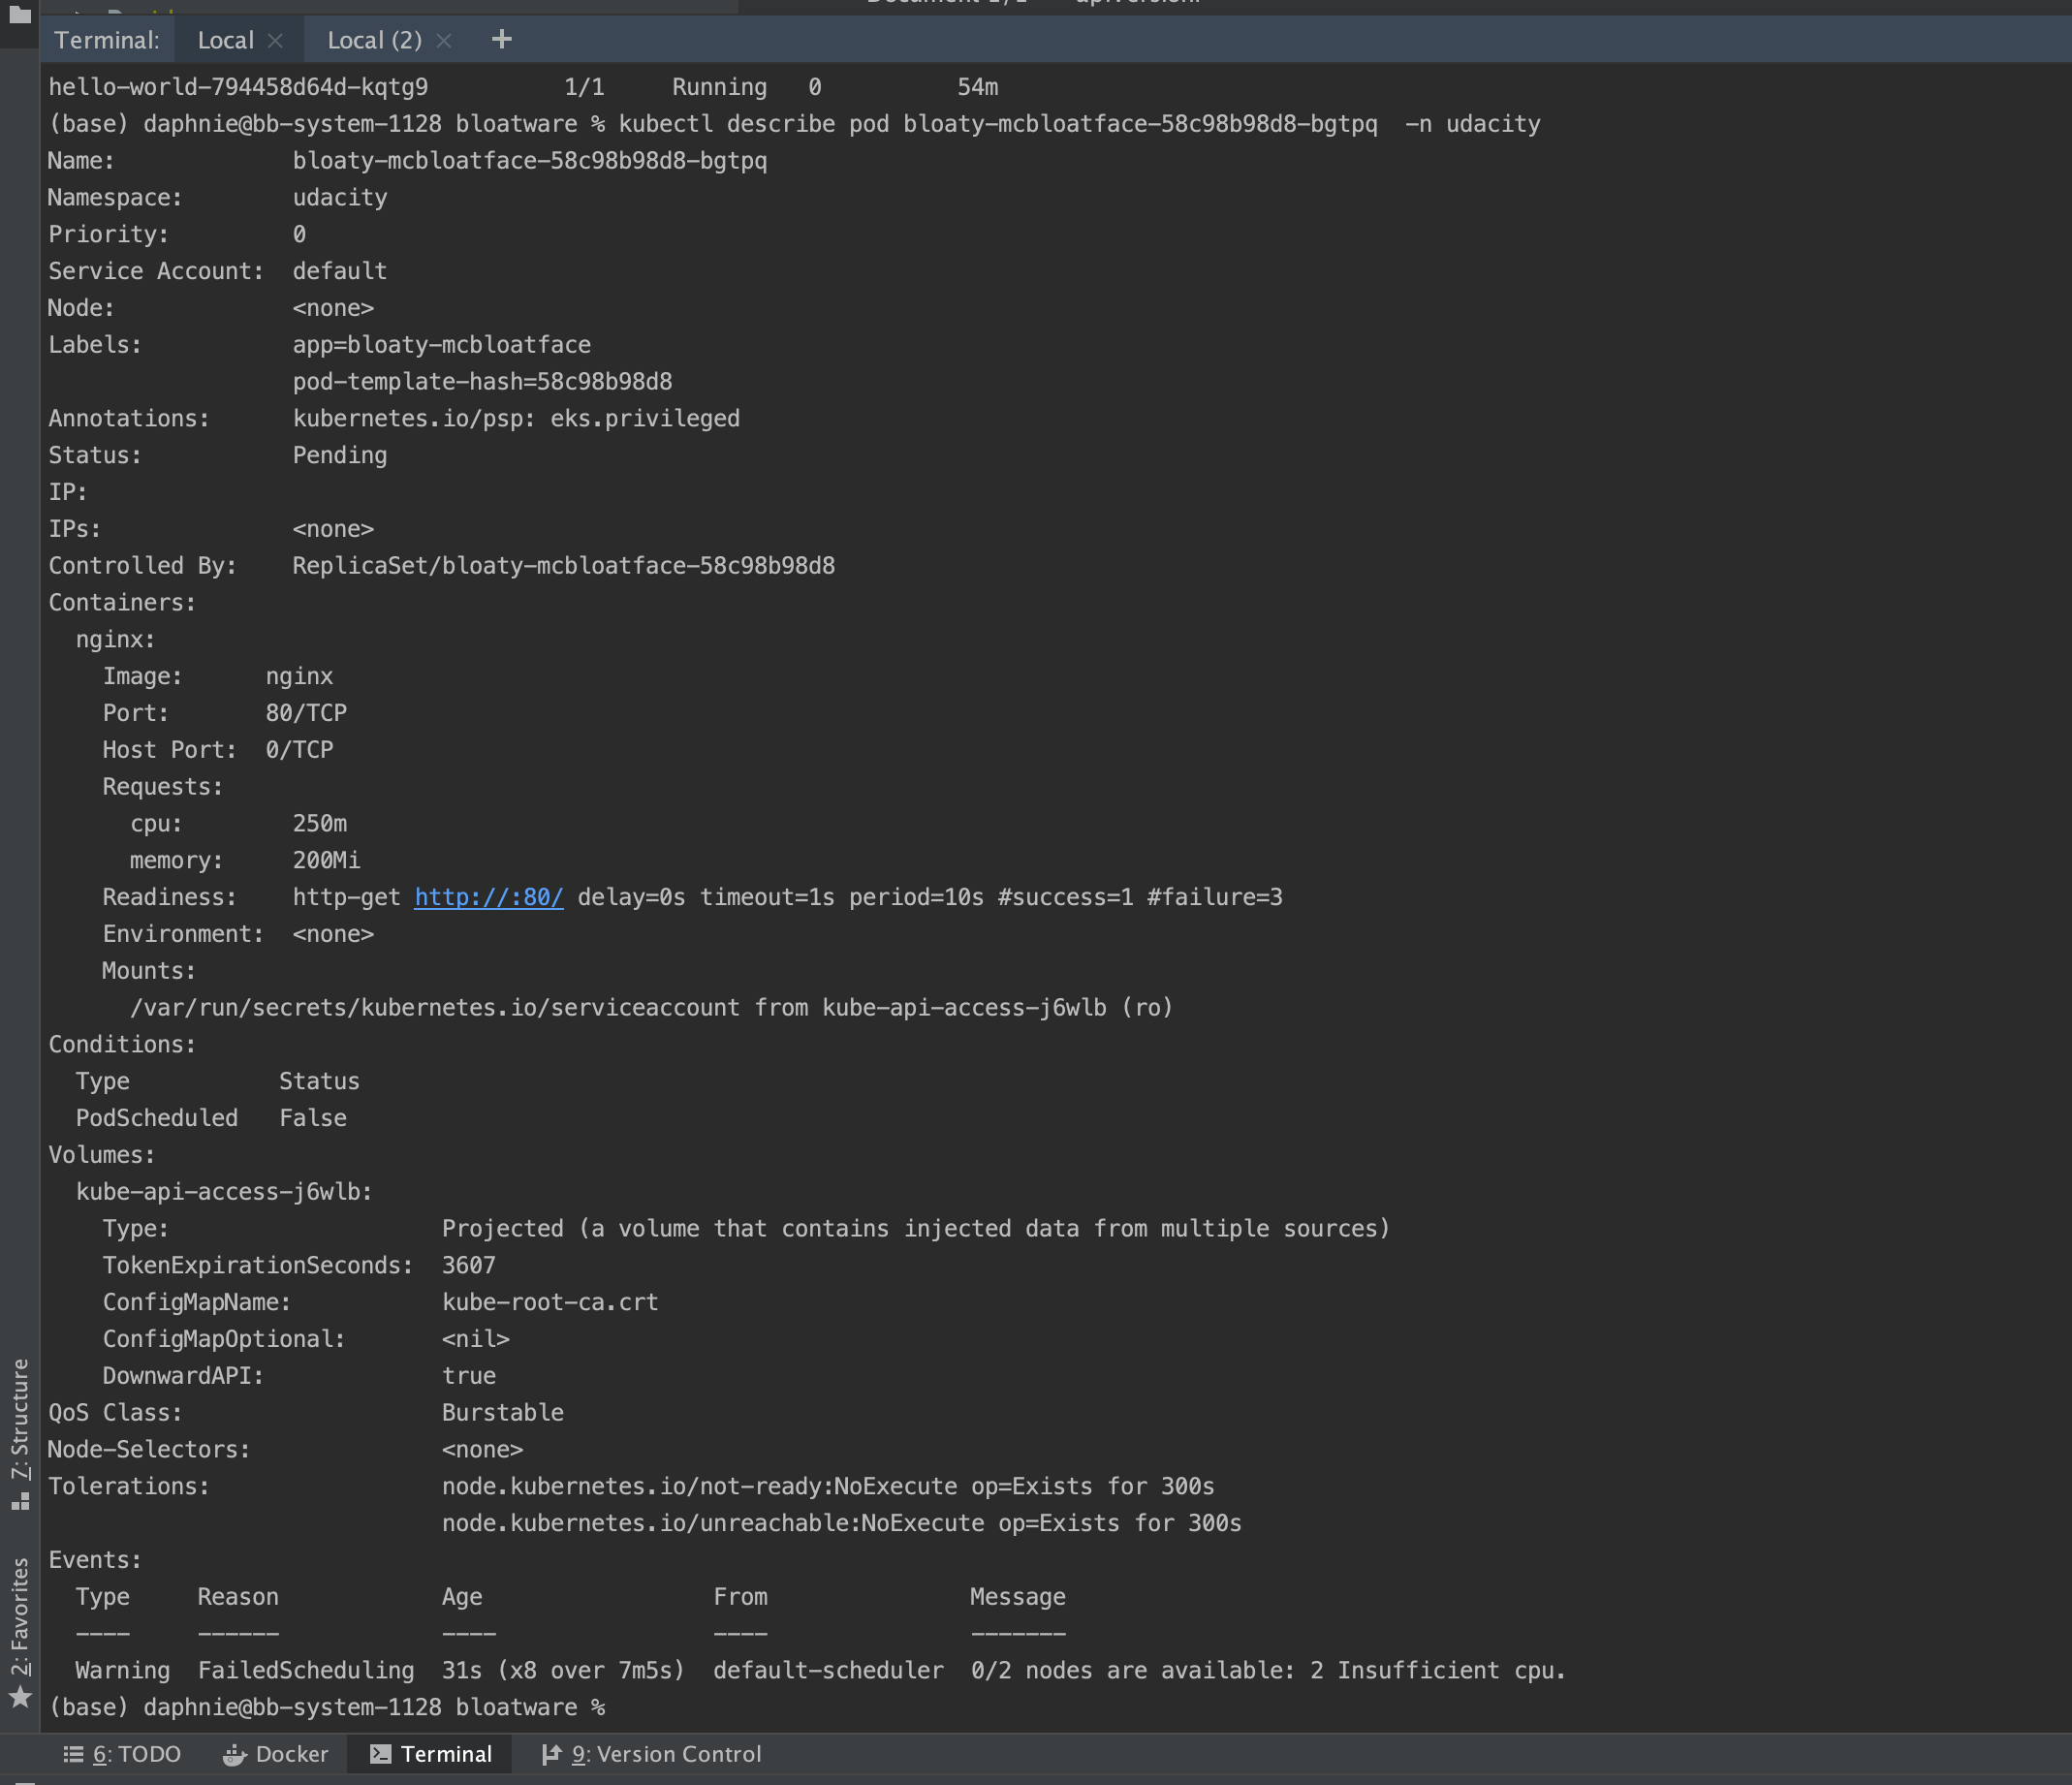 Terminal: Local × Local (2) × +
hello-world-794458d64d-kqtg9 1/1 Running 0 54m
(base) daphnie@bb-system-1128 bloatware % kubectl describe pod bloaty-mcbloatface-58c98b98d8-bgtpq -n udacity
Name: bloaty-mcbloatface-58c98b98d8-bgtpq
Namespace: udacity
Priority: 0
Service Account: default
Node: <none>
Labels: app=bloaty-mcbloatface
pod-template-hash=58c98b98d8
Annotations: kubernetes.io/psp: eks.privileged
Status: Pending
IP:
IPs: <none>
Controlled By: ReplicaSet/bloaty-mcbloatface-58c98b98d8
Containers:
nginx:
Image: nginx
Port: 80/TCP
Host Port: 0/TCP
Requests:
cpu: 250m
memory: 200Mi
Readiness: http-get http://:80/ delay=0s timeout=1s period=10s #success=1 #failure=3
Environment: <none>
Mounts:
/var/run/secrets/kubernetes.io/serviceaccount from kube-api-access-j6wlb (ro)
Conditions:
Type Status
PodScheduled False
Volumes:
kube-api-access-j6wlb:
Type: Projected (a volume that contains injected data from multiple sources)
TokenExpirationSeconds: 3607
ConfigMapName: kube-root-ca.crt
ConfigMapOptional: <nil>
DownwardAPI: true
QoS Class: Burstable
Node-Selectors: <none>
Tolerations: node.kubernetes.io/not-ready:NoExecute op=Exists for 300s
node.kubernetes.io/unreachable:NoExecute op=Exists for 300s
Events:
Type Reason Age From Message
---- ------ ---- ---- -------
Warning FailedScheduling 31s (x8 over 7m5s) default-scheduler 0/2 nodes are available: 2 Insufficient cpu.
(base) daphnie@bb-system-1128 bloatware %
7: Structure
2: Favorites
6: TODO Docker Terminal 9: Version Control